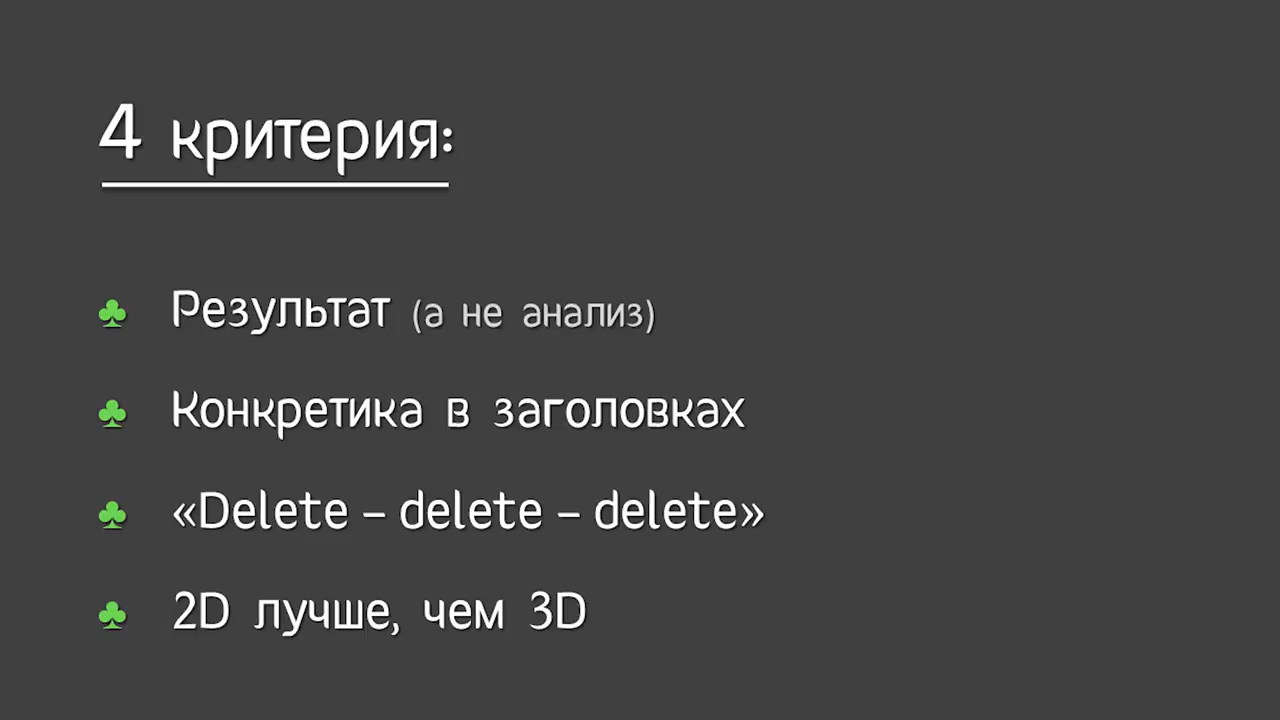 4 критерия:
♣ Результат (а не анализ)
♣ Конкретика в заголовках
♣ «Delete – delete – delete»
♣ 2D лучше, чем 3D